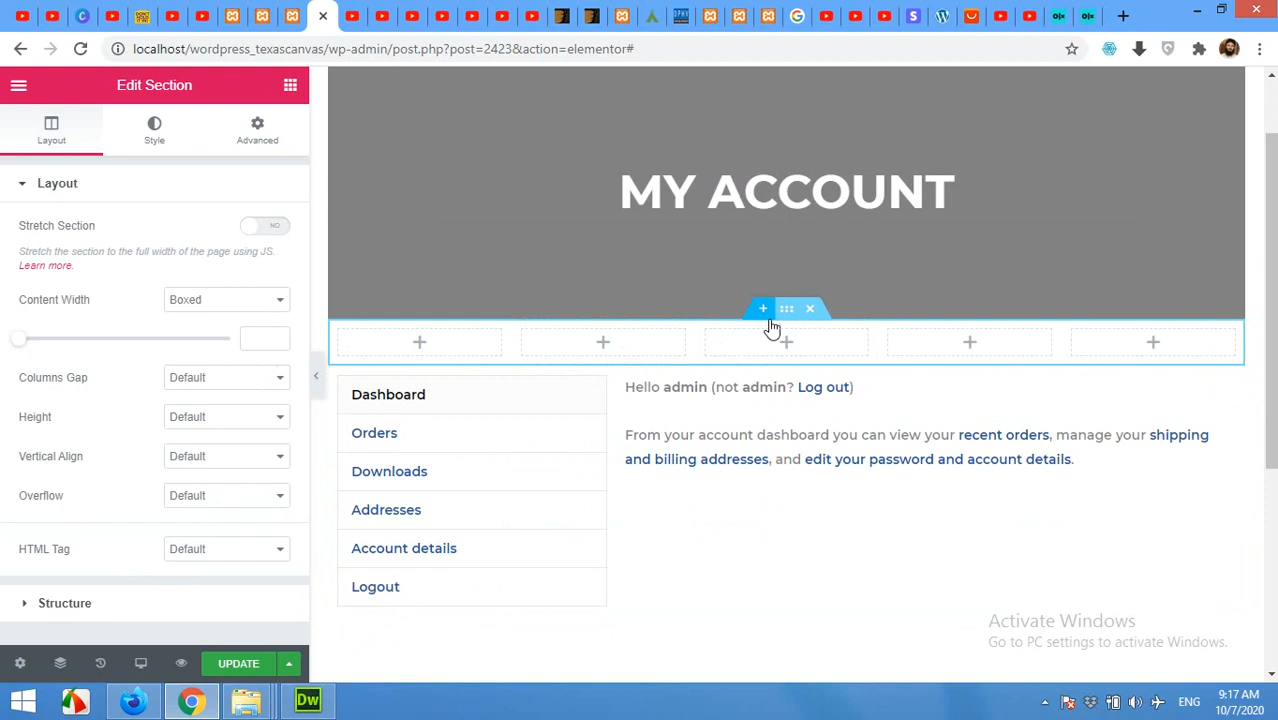 localhost/wordpress_texascanvas/wp-admin/post.php?post=2423&action=elementor#
Edit Section
Layout
Style
Advanced
Layout
Stretch Section
NO
Stretch the section to the full width of the page using JS.
Learn more.
Content Width
Boxed
Columns Gap
Default
Height
Default
Vertical Align
Default
Overflow
Default
HTML Tag
Default
Structure
UPDATE
MY ACCOUNT
Dashboard
Orders
Downloads
Addresses
Account details
Logout
Hello admin (not admin? Log out)
From your account dashboard you can view your recent orders, manage your shipping
and billing addresses, and edit your password and account details.
Activate Windows
Go to PC settings to activate Windows.
Dw
ENG
9:17 AM
10/7/2020